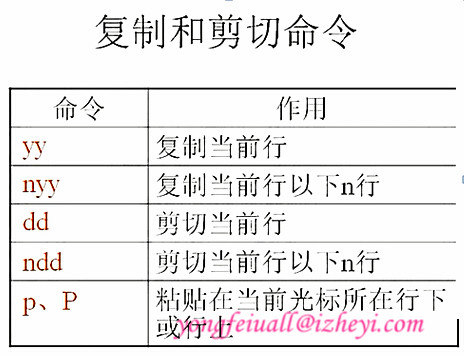 复制和剪切命令
命令 作用
yy 复制当前行
nyy 复制当前行以下n行
dd 剪切当前行
ndd 剪切当前行以下n行
p、P 粘贴在当前光标所在行下
或行上
yongfeiuall@izheyi.com